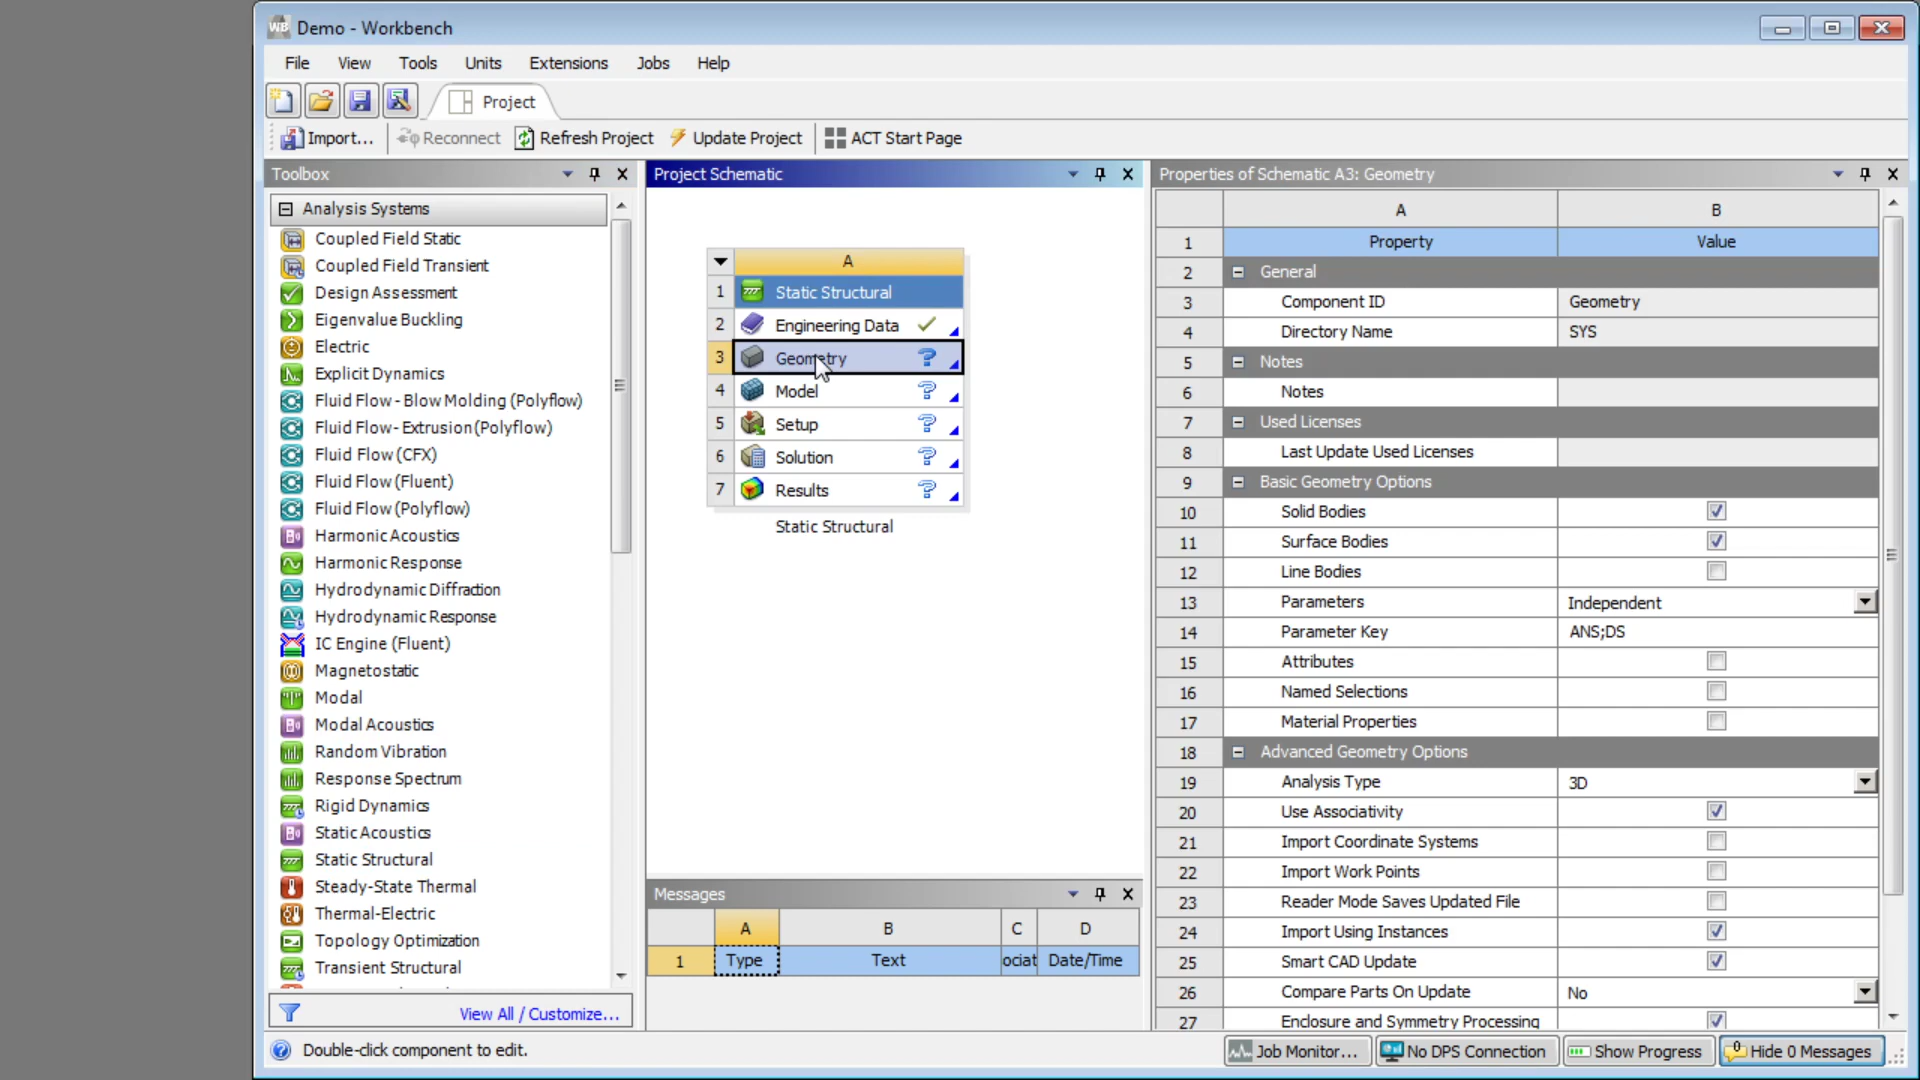 WB Demo - Workbench
File View Tools Units Extensions Jobs Help
Project
Import... Reconnect Refresh Project Update Project ACT Start Page
Toolbox
Analysis Systems
Coupled Field Static
Coupled Field Transient
Design Assessment
Eigenvalue Buckling
Electric
Explicit Dynamics
Fluid Flow - Blow Molding (Polyflow)
Fluid Flow - Extrusion (Polyflow)
Fluid Flow (CFX)
Fluid Flow (Fluent)
Fluid Flow (Polyflow)
Harmonic Acoustics
Harmonic Response
Hydrodynamic Diffraction
Hydrodynamic Response
IC Engine (Fluent)
Magnetostatic
Modal
Modal Acoustics
Random Vibration
Response Spectrum
Rigid Dynamics
Static Acoustics
Static Structural
Steady-State Thermal
Thermal-Electric
Topology Optimization
Transient Structural
View All / Customize...
Project Schematic
A
1 Static Structural
2 Engineering Data
3 Geometry ?
4 Model ?
5 Setup ?
6 Solution ?
7 Results ?
Static Structural
Messages
A B C D
1 Type Text ociat Date/Time
Properties of Schematic A3: Geometry
A B
1 Property Value
2 General
3 Component ID Geometry
4 Directory Name SYS
5 Notes
6 Notes
7 Used Licenses
8 Last Update Used Licenses
9 Basic Geometry Options
10 Solid Bodies
11 Surface Bodies
12 Line Bodies
13 Parameters Independent
14 Parameter Key ANS;DS
15 Attributes
16 Named Selections
17 Material Properties
18 Advanced Geometry Options
19 Analysis Type 3D
20 Use Associativity
21 Import Coordinate Systems
22 Import Work Points
23 Reader Mode Saves Updated File
24 Import Using Instances
25 Smart CAD Update
26 Compare Parts On Update No
27 Enclosure and Symmetry Processing
Double-click component to edit.
Job Monitor... No DPS Connection Show Progress 0 Hide 0 Messages